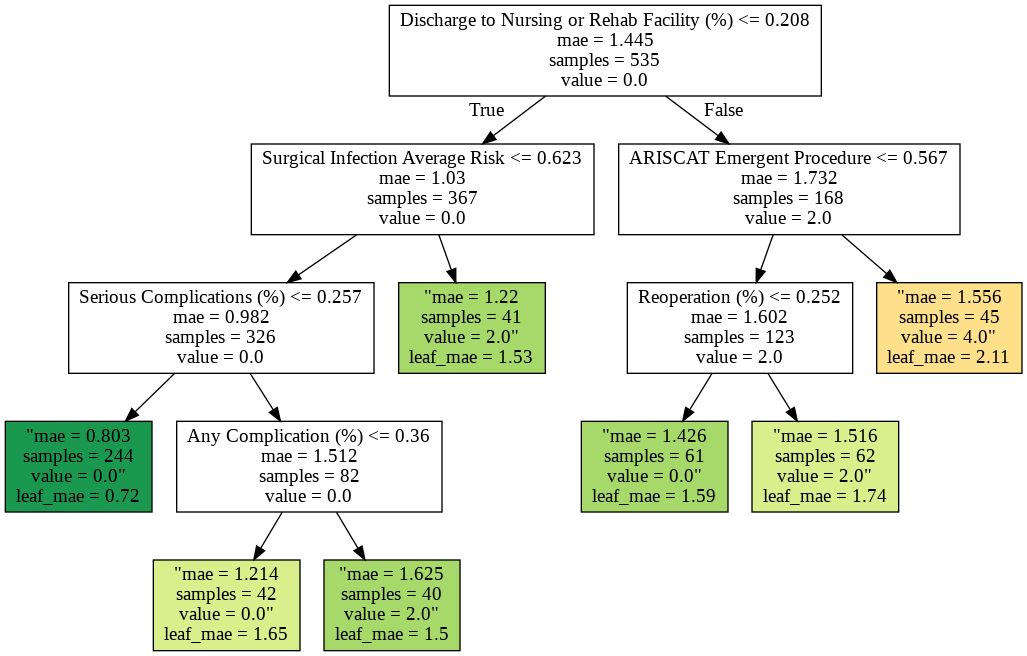 Discharge to Nursing or Rehab Facility (%) <= 0.208
mae = 1.445
samples = 535
value = 0.0
True
False
Surgical Infection Average Risk <= 0.623
mae = 1.03
samples = 367
value = 0.0
ARISCAT Emergent Procedure <= 0.567
mae = 1.732
samples = 168
value = 2.0
Serious Complications (%) <= 0.257
mae = 0.982
samples = 326
value = 0.0
"mae = 1.22
samples = 41
value = 2.0"
leaf_mae = 1.53
Reoperation (%) <= 0.252
mae = 1.602
samples = 123
value = 2.0
"mae = 1.556
samples = 45
value = 4.0"
leaf_mae = 2.11
"mae = 0.803
samples = 244
value = 0.0"
leaf_mae = 0.72
Any Complication (%) <= 0.36
mae = 1.512
samples = 82
value = 0.0
"mae = 1.426
samples = 61
value = 0.0"
leaf_mae = 1.59
"mae = 1.516
samples = 62
value = 2.0"
leaf_mae = 1.74
"mae = 1.214
samples = 42
value = 0.0"
leaf_mae = 1.65
"mae = 1.625
samples = 40
value = 2.0"
leaf_mae = 1.5